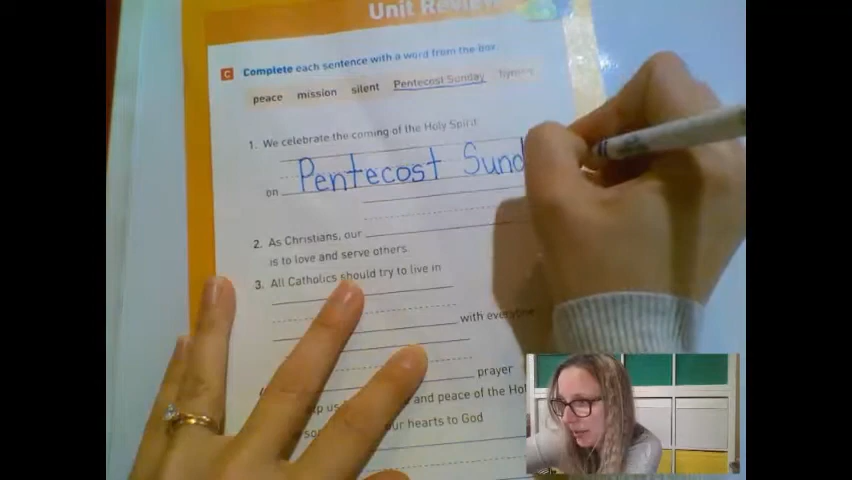 Unit Review
C Complete each sentence with a word from the box.
peace mission silent Pentecost Sunday hymns
1. We celebrate the coming of the Holy Spirit
on Pentecost Sund
2. As Christians, our
is to love and serve others.
3. All Catholics should try to live in
with everyone
prayer
up us and peace of the Hol
our hearts to God